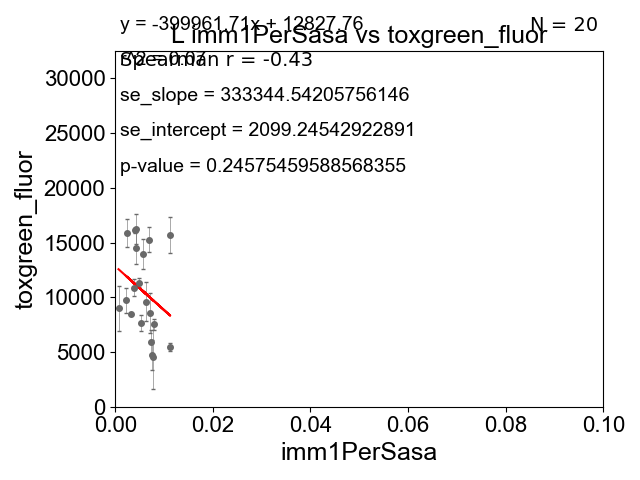 y = -399961.71x + 12827.76
N = 20
L imm1PerSasa vs toxgreen_fluor
r^2 = 0.07
Spearman r = -0.43
se_slope = 333344.54205756146
se_intercept = 2099.24542922891
p-value = 0.24575459588568355
30000
25000
20000
15000
10000
5000
0
toxgreen_fluor
0.00
0.02
0.04
0.06
0.08
0.10
imm1PerSasa